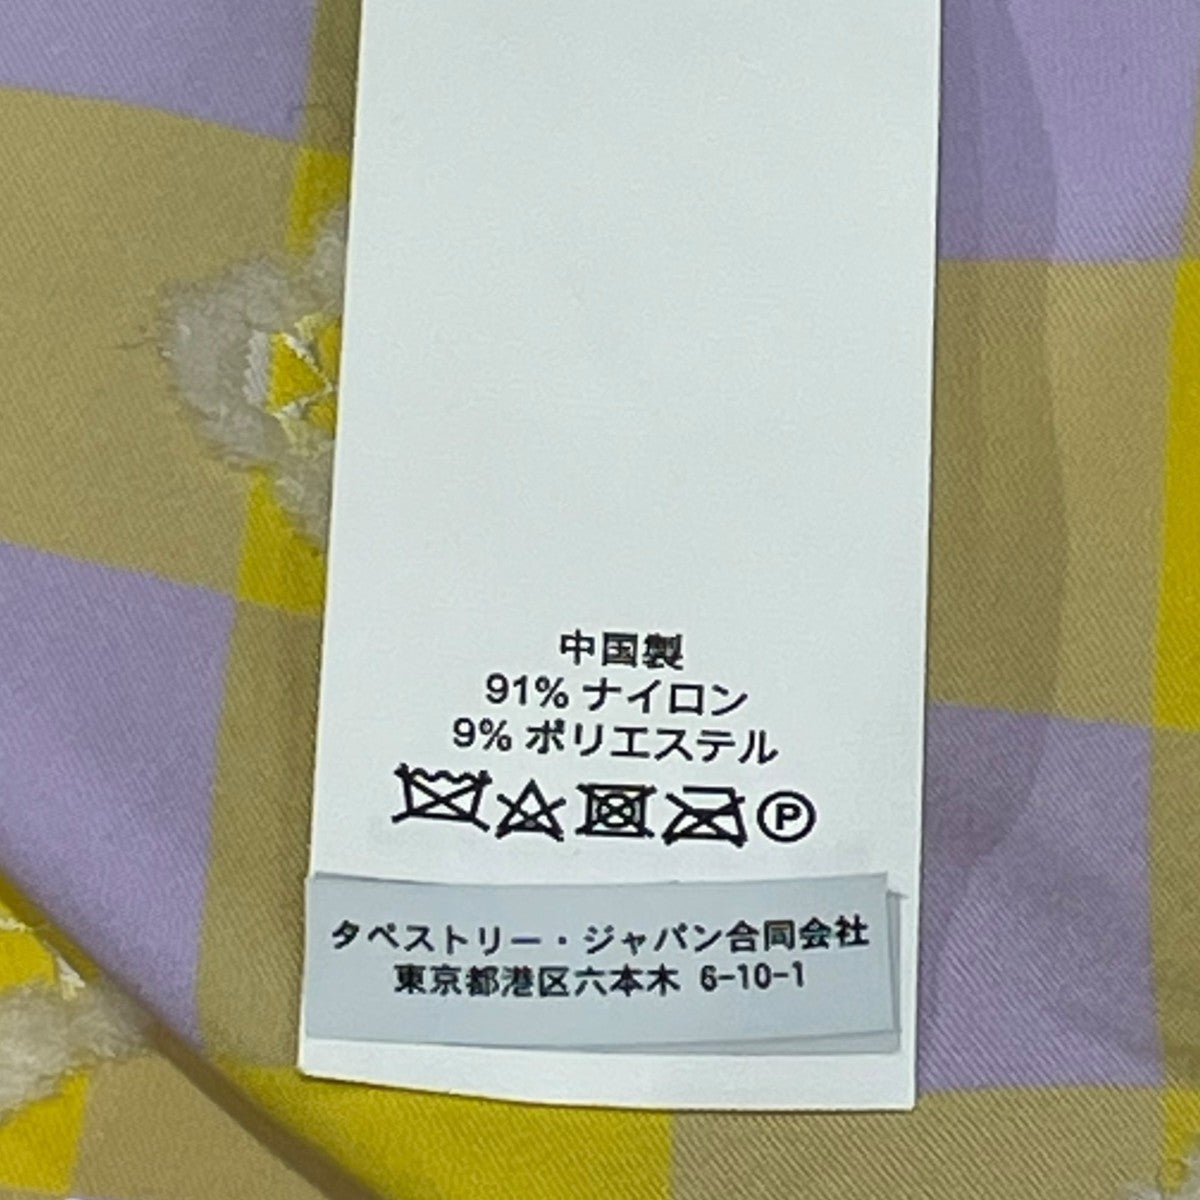 中国製
91% ナイロン
9% ポリエステル
P
タペストリー・ジャパン合同会社
東京都港区六本木 6-10-1